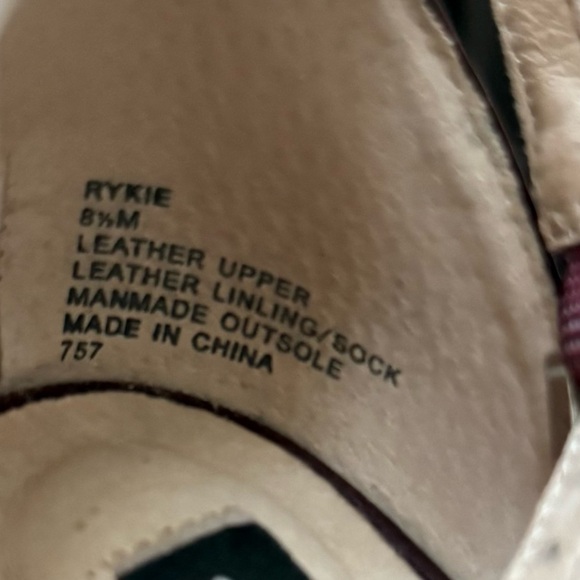 RYKIE
8½M
LEATHER UPPER
LEATHER LINLING/SOCK
MANMADE OUTSOLE
MADE IN CHINA
757